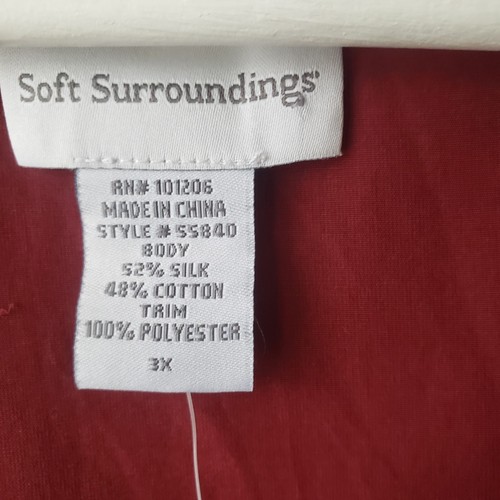 Soft Surroundings®
RN# 101206
MADE IN CHINA
STYLE # 55840
BODY
52% SILK
48% COTTON
TRIM
100% POLYESTER
3X